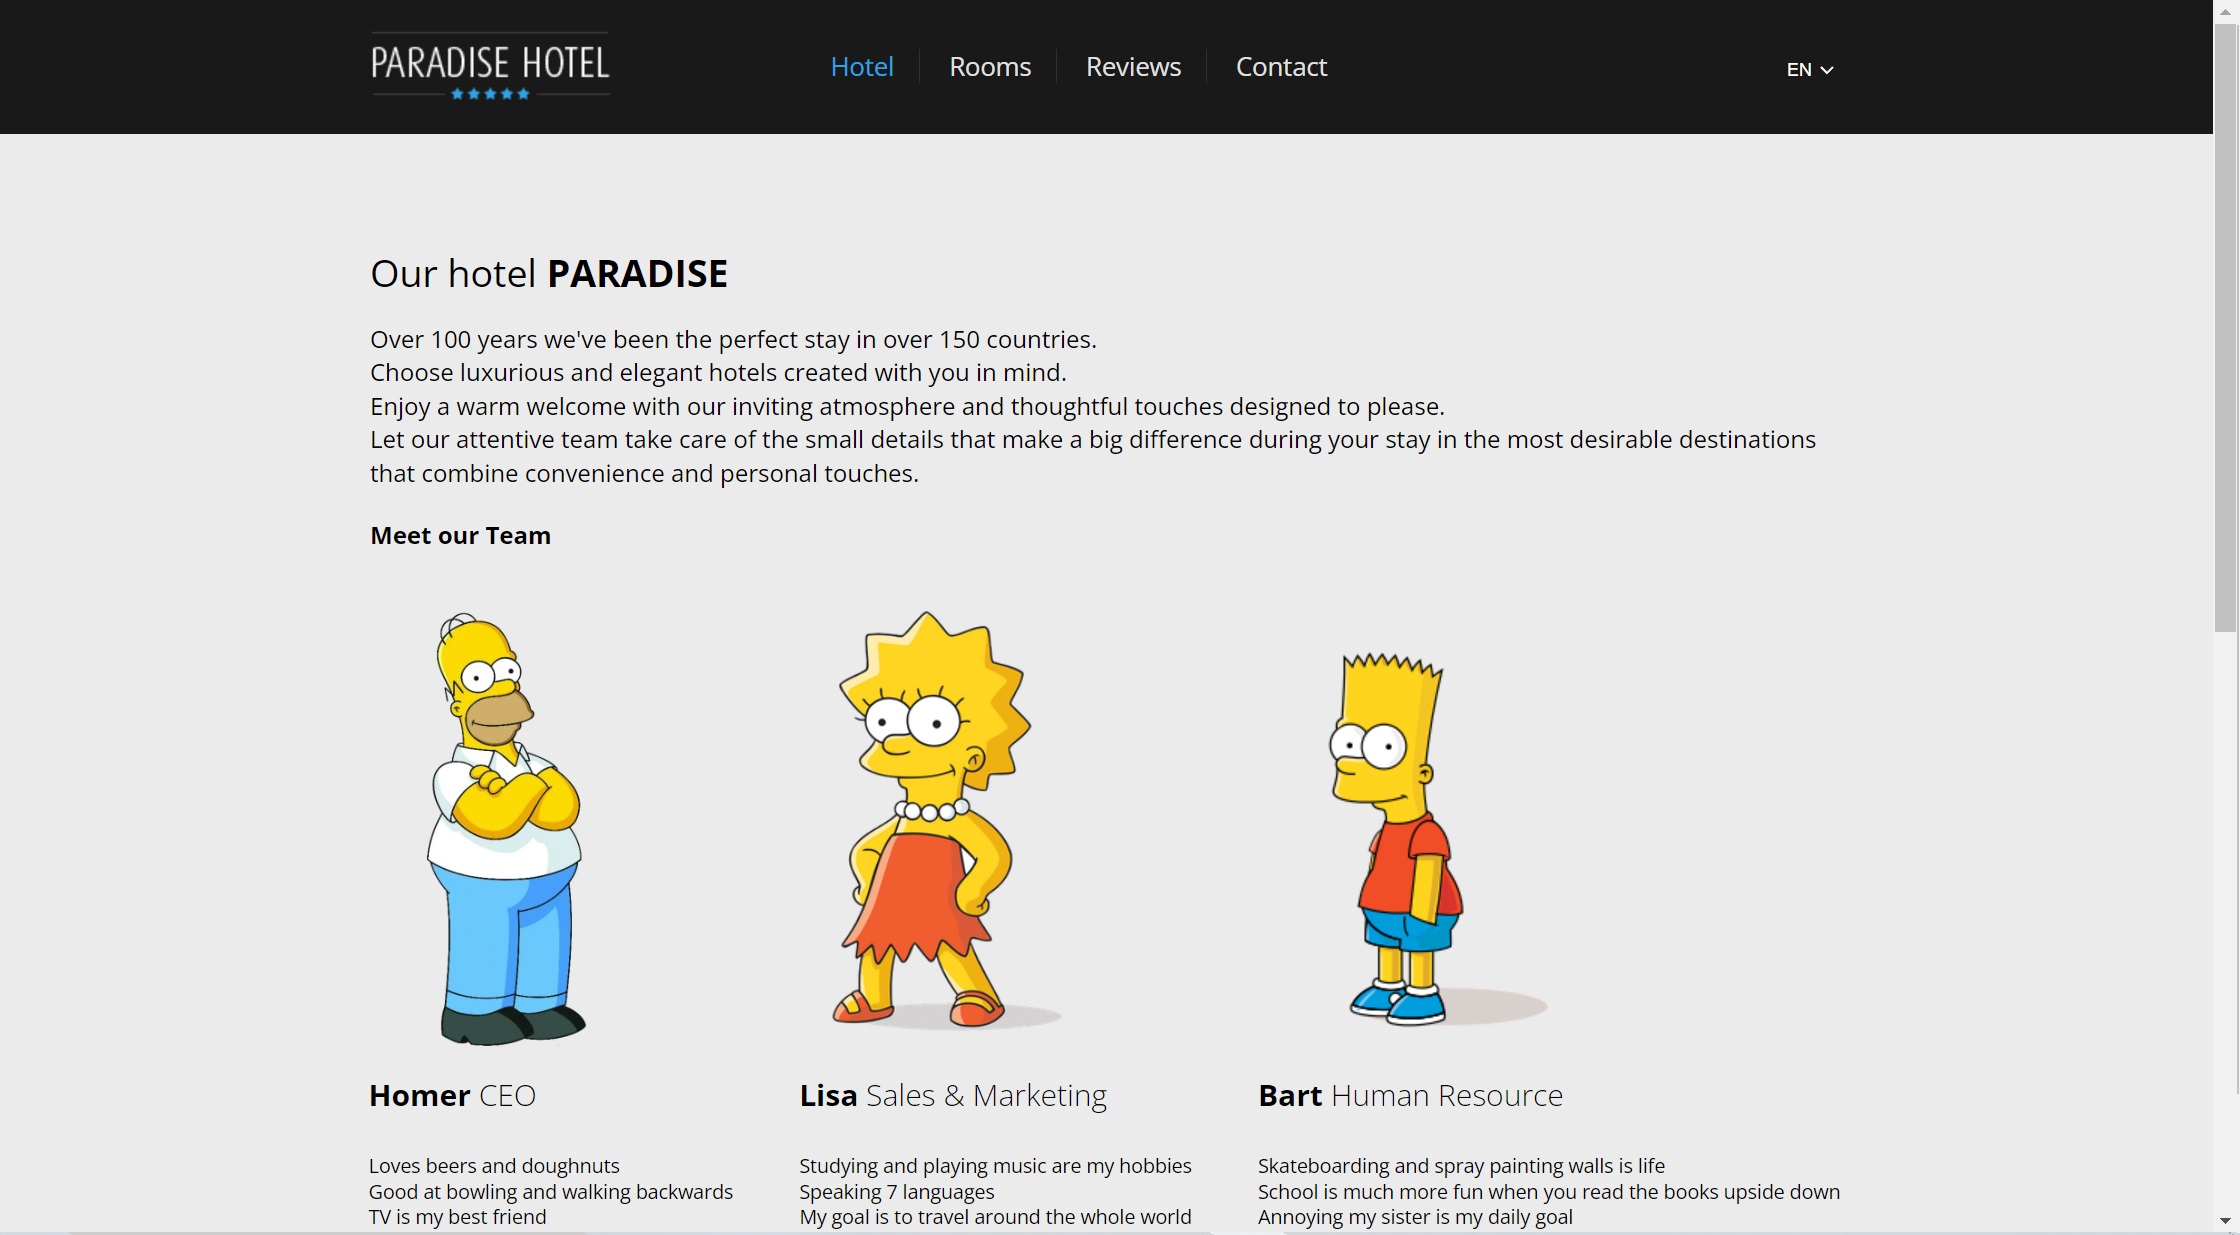 PARADISE HOTEL
Hotel
Rooms
Reviews
Contact
EN
Our hotel PARADISE
Over 100 years we've been the perfect stay in over 150 countries.
Choose luxurious and elegant hotels created with you in mind.
Enjoy a warm welcome with our inviting atmosphere and thoughtful touches designed to please.
Let our attentive team take care of the small details that make a big difference during your stay in the most desirable destinations
that combine convenience and personal touches.
Meet our Team
Homer CEO
Loves beers and doughnuts
Good at bowling and walking backwards
TV is my best friend
Lisa Sales & Marketing
Studying and playing music are my hobbies
Speaking 7 languages
My goal is to travel around the whole world
Bart Human Resource
Skateboarding and spray painting walls is life
School is much more fun when you read the books upside down
Annoying my sister is my daily goal